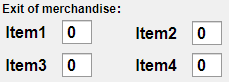 Exit of merchandise:
Item1 0 Item2 0
Item3 0 Item4 0